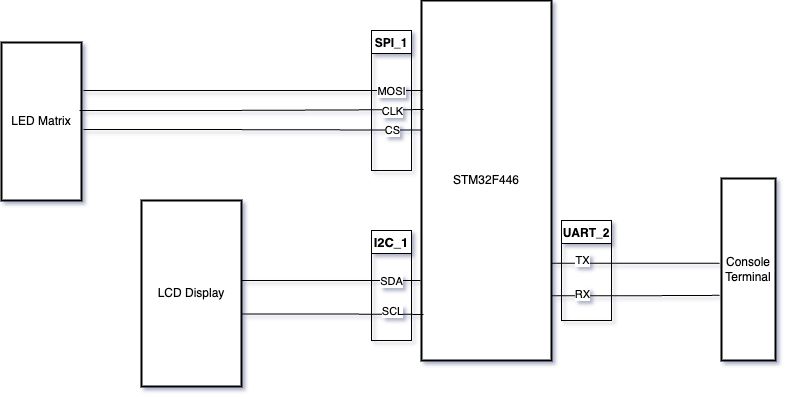 SPI_1
LED Matrix
MOSI
CLK
CS
STM32F446
I2C_1
LCD Display
SDA
SCL
UART_2
TX
RX
Console
Terminal